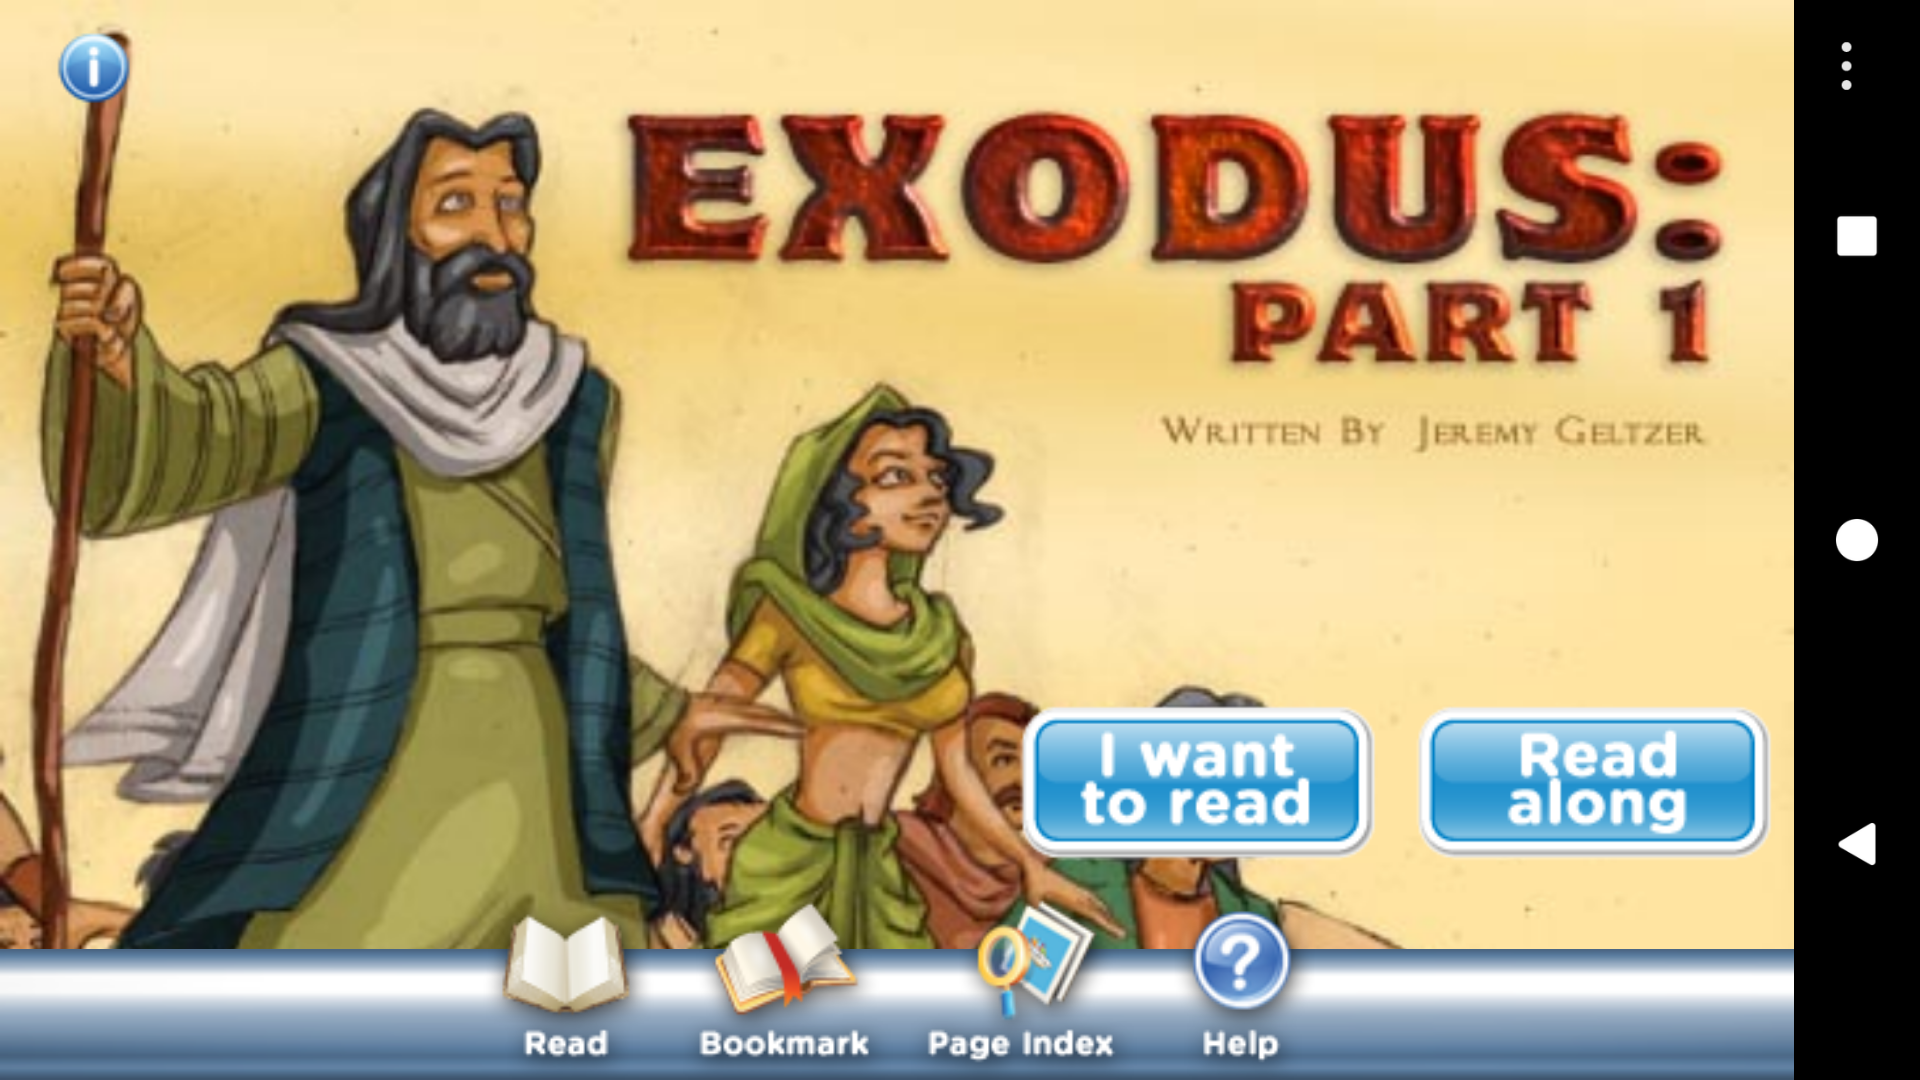 i
EXODUS:
PART 1
WRITTEN BY JEREMY GELTZER
I want
to read
Read
along
?
Read
Bookmark
Page Index
Help